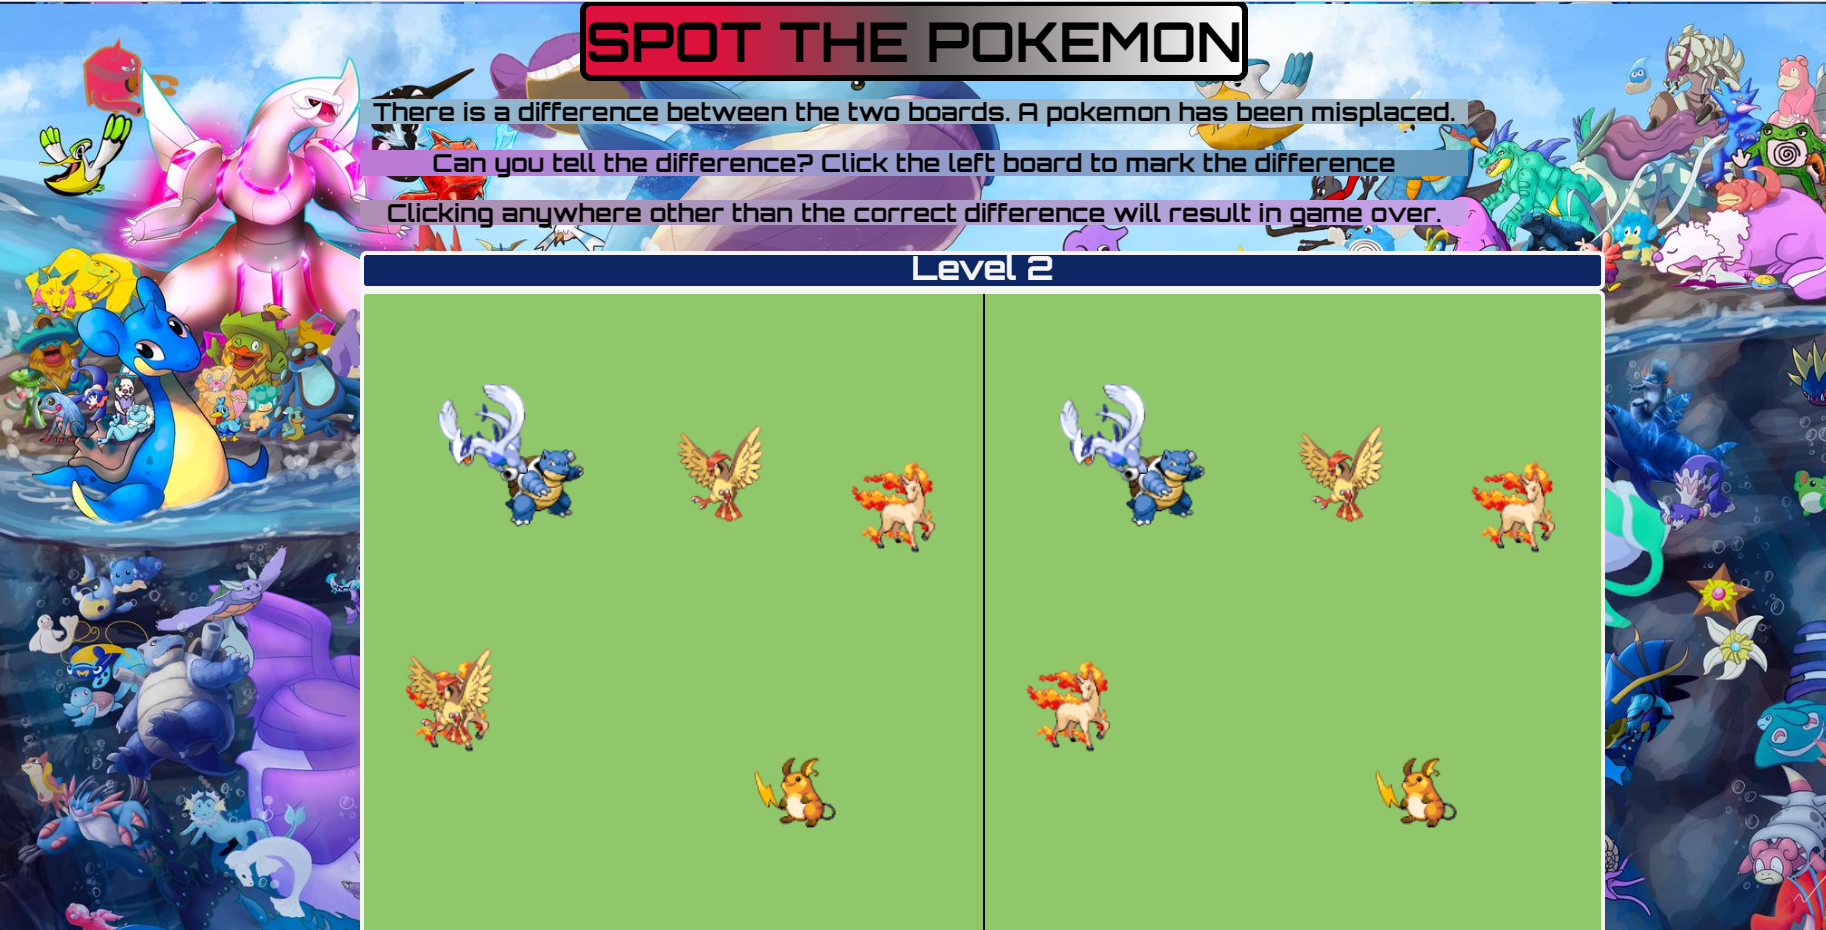 SPOT THE POKEMON
There is a difference between the two boards. A pokemon has been misplaced.
Can you tell the difference? Click the left board to mark the difference
Clicking anywhere other than the correct difference will result in game over.
Level 2